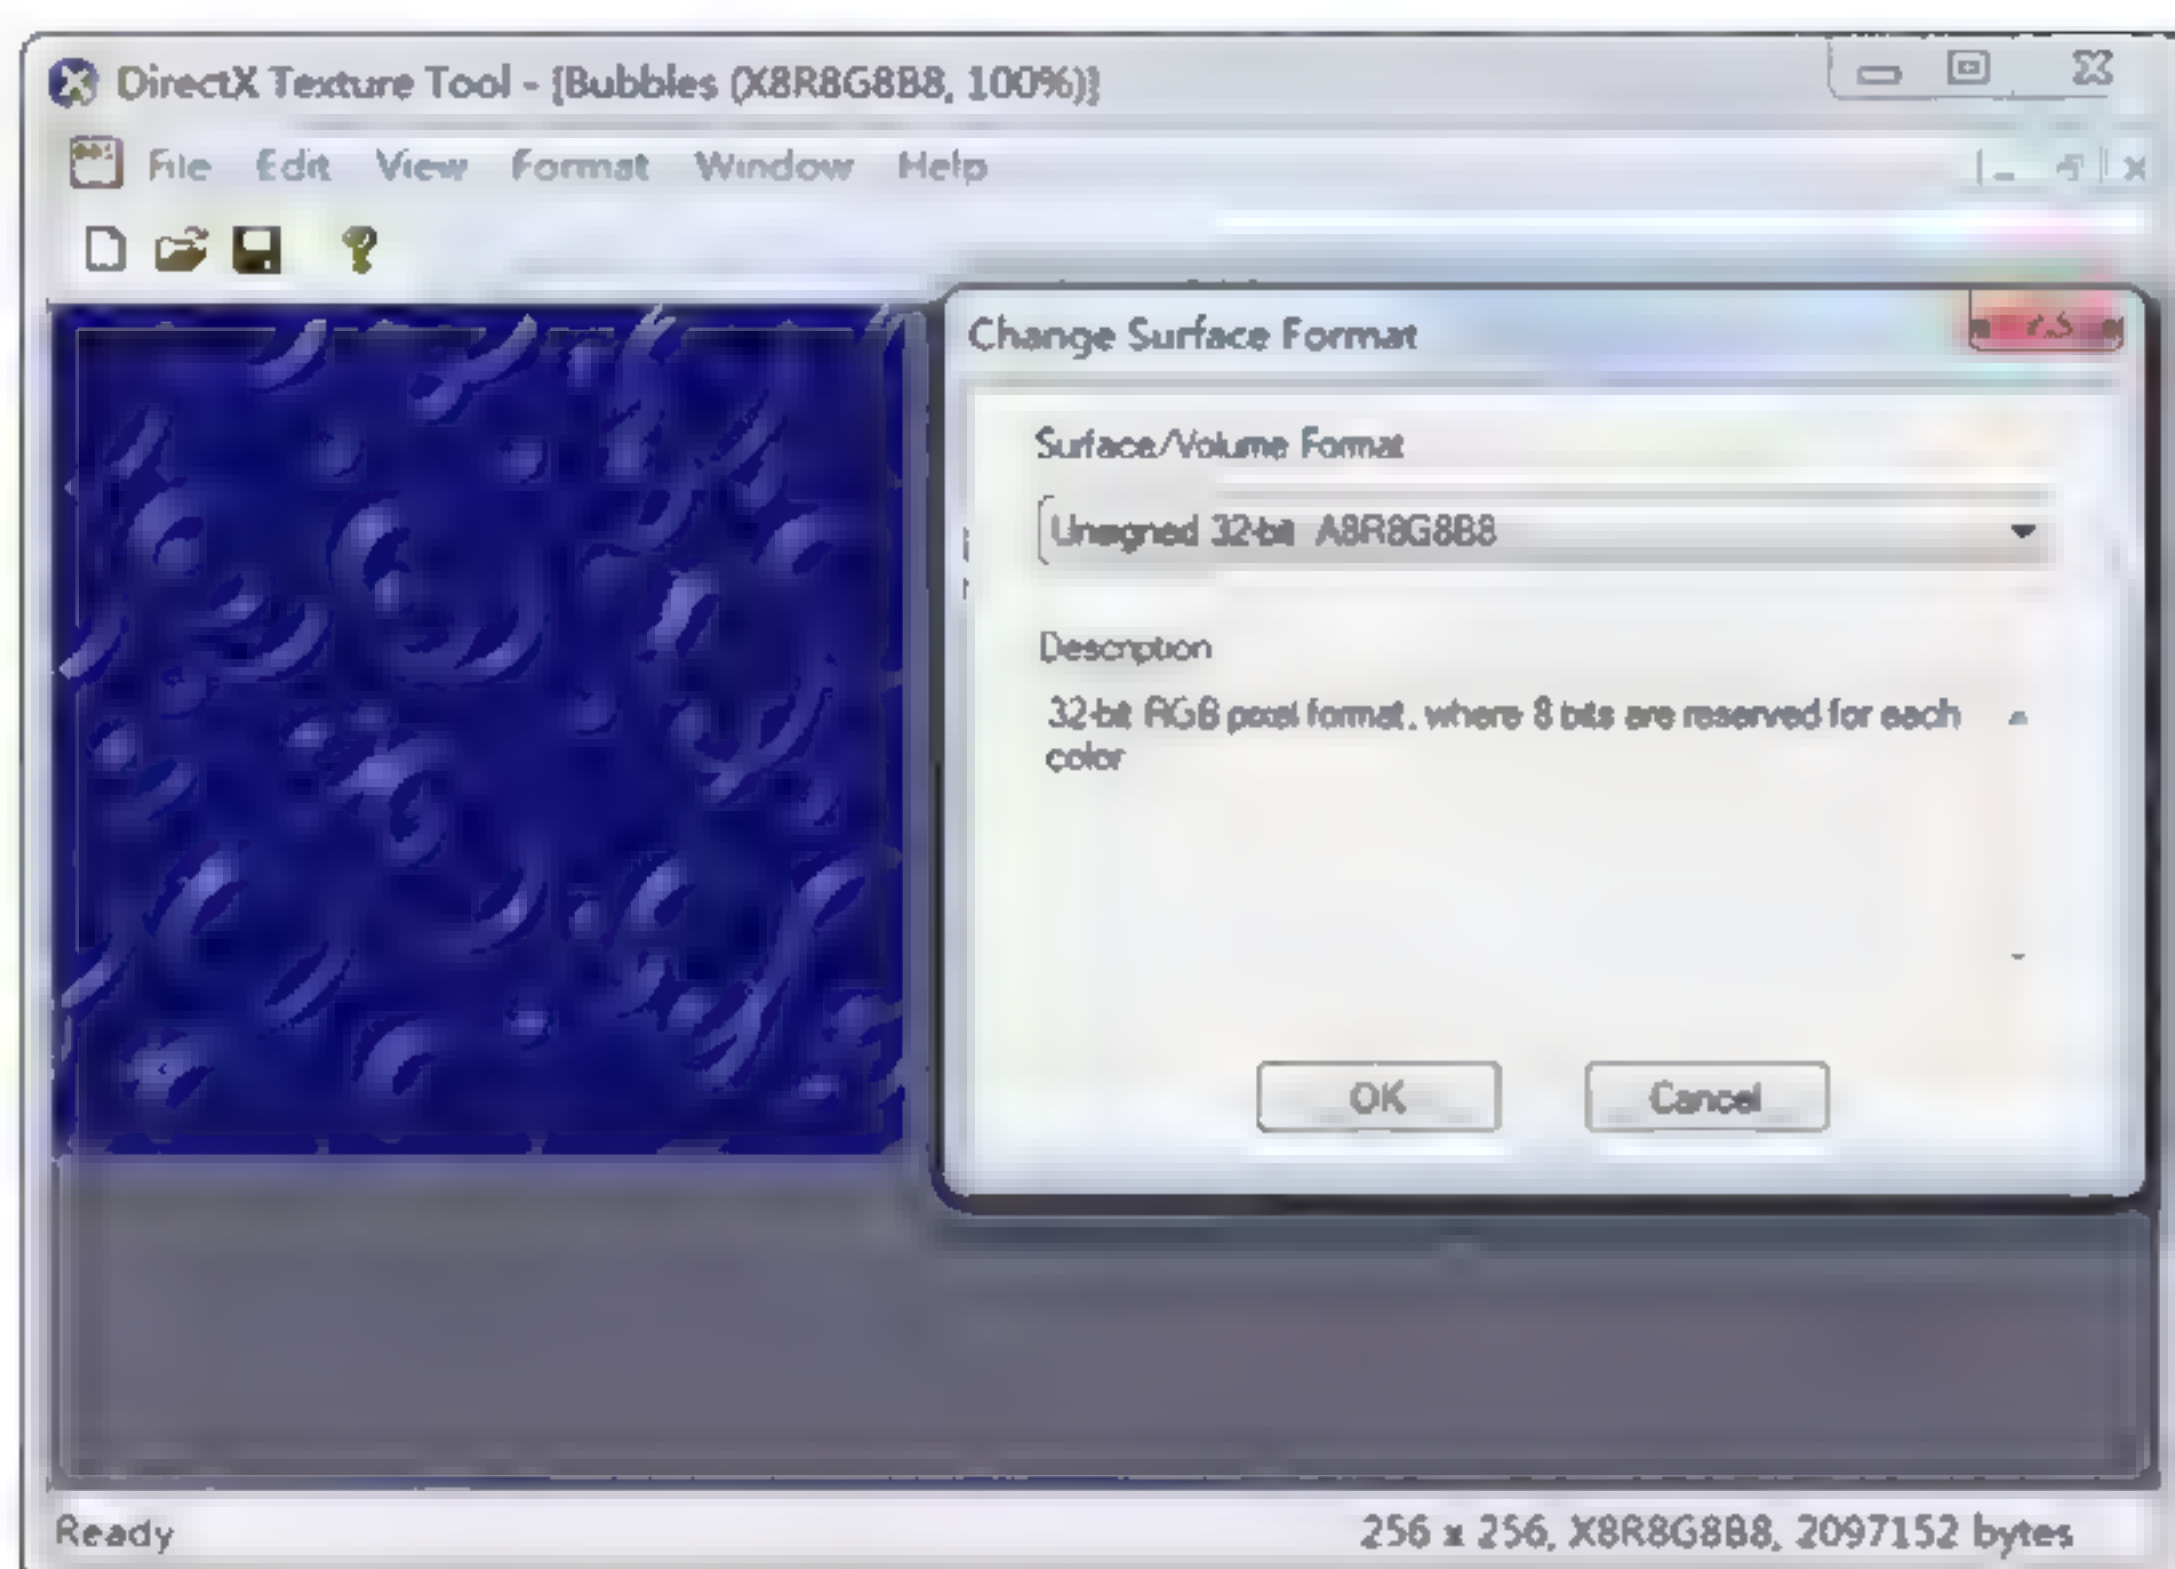 DirectX Texture Tool - [Bubbles (X8R8G8B8, 100%)]
File Edit View Format Window Help
Change Surface Format
Surface/Volume Format
Unsigned 32-bit A8R8G8B8
Description
32-bit RGB pixel format, where 8 bits are reserved for each
color
OK Cancel
Ready 256 x 256, X8R8G8B8, 2097152 bytes